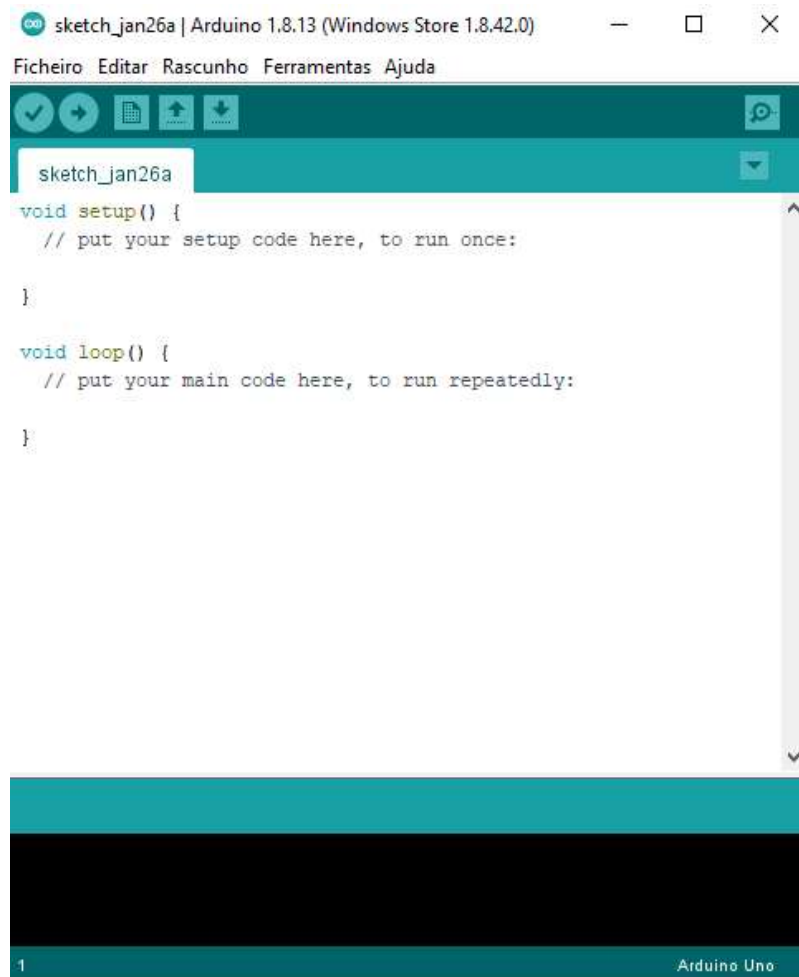 sketch_jan26a | Arduino 1.8.13 (Windows Store 1.8.42.0)
Ficheiro Editar Rascunho Ferramentas Ajuda
sketch_jan26a
void setup() {
  // put your setup code here, to run once:
}
void loop() {
  // put your main code here, to run repeatedly:
}
1 Arduino Uno